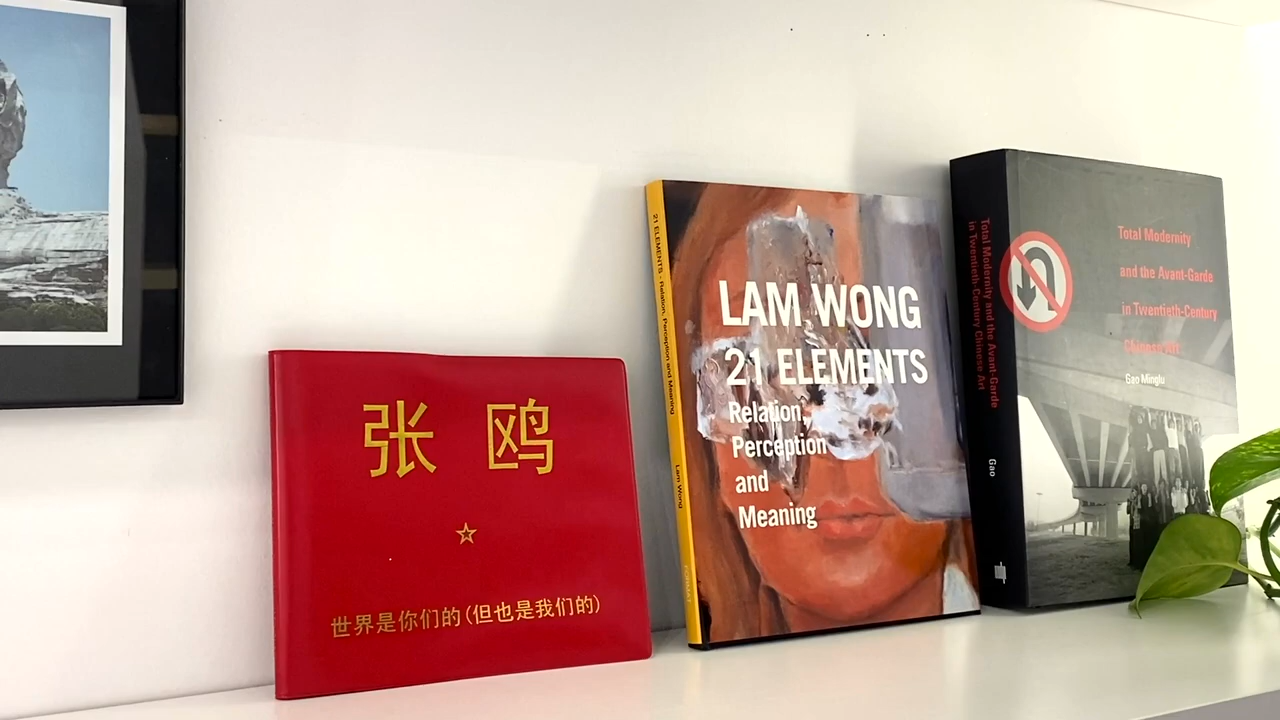 张 鸥
世界是你们的(但也是我们的)
21 ELEMENTS - Relation, Perception and Meaning
Lam Wong
LAM WONG
21 ELEMENTS
Relation,
Perception
and
Meaning
Total Modernity and the Avant-Garde
in Twentieth-Century Chinese Art
Gao
Total Modernity
and the Avant-Garde
in Twentieth-Century
Chinese Art
Gao Minglu